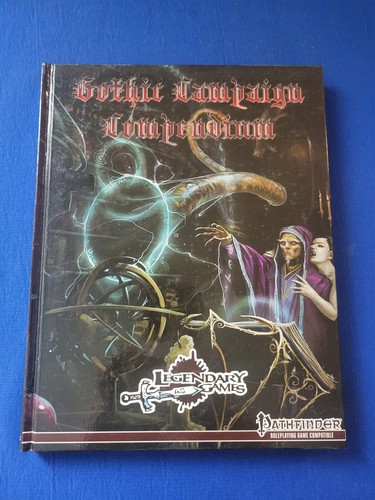 Gothic Campaign
Compendium
LEGENDARY
GAMES
PATHFINDER
ROLEPLAYING GAME COMPATIBLE